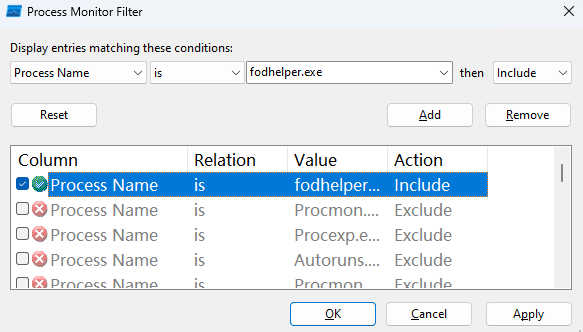 Process Monitor Filter
Display entries matching these conditions:
Process Name is fodhelper.exe then Include
Reset Add Remove
Column Relation Value Action
Process Name is fodhelper... Include
Process Name is Procmon.... Exclude
Process Name is Procexp.e... Exclude
Process Name is Autoruns.... Exclude
Process Name is Procmon... Exclude
OK Cancel Apply